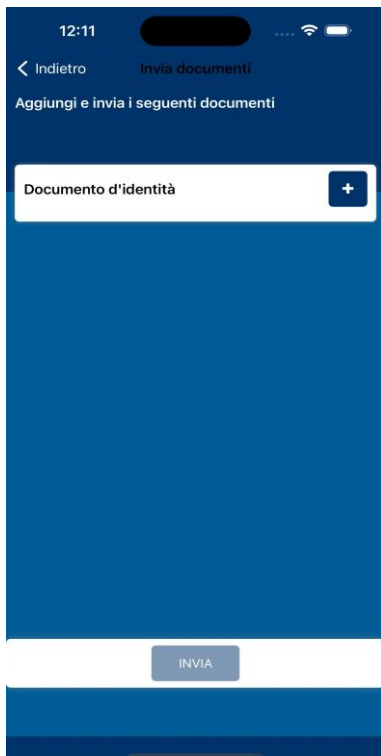 12:11
Indietro
Invia documenti
Aggiungi e invia i seguenti documenti
Documento d'identità
+
INVIA